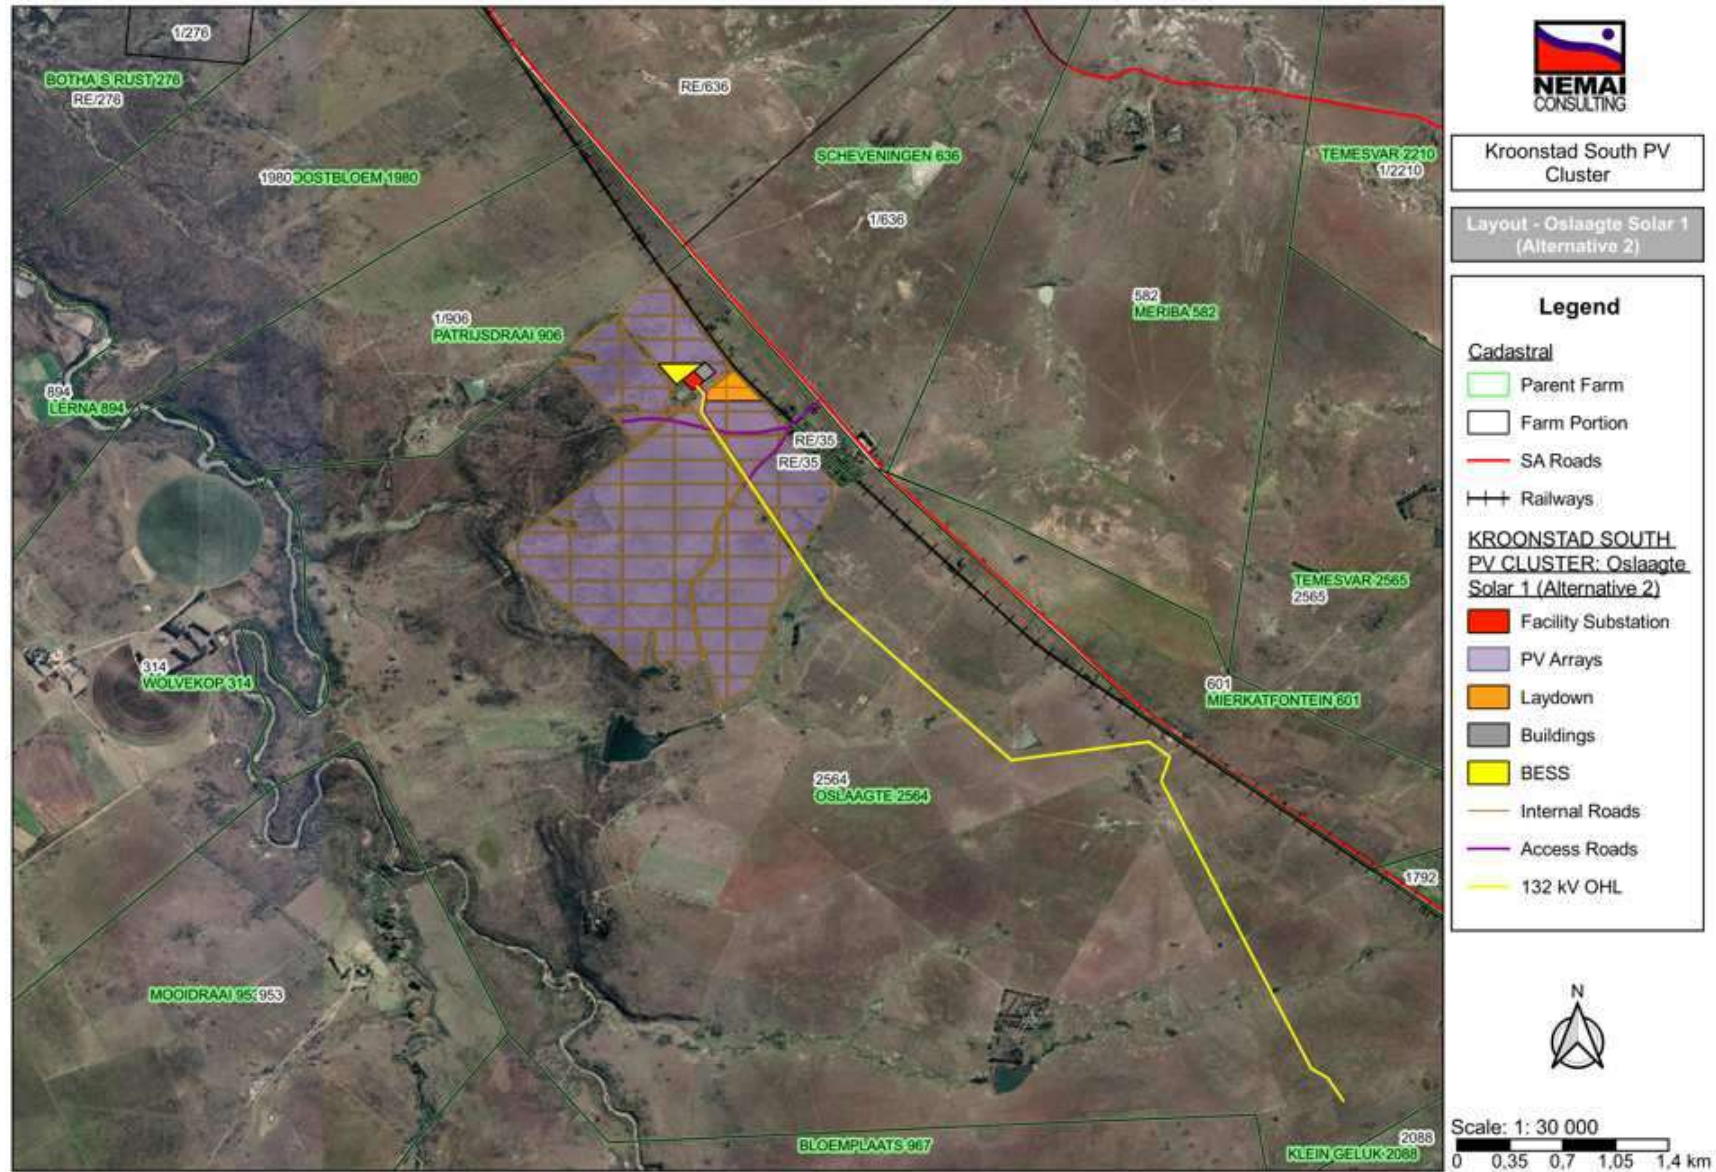 1/276
BOTHA S RUST 276
RE/276
RE/636
SCHEVENINGEN 636
TEMESVAR 2210
1/2210
1980
OOSTBLOEM 1980
1/636
582
MERIBA 582
1/906
PATRIJSDRAAI 906
894
LERNA 894
RE/35
RE/35
TEMESVAR 2565
2565
314
WOLVEKOP 314
601
MIERKATFONTEIN 601
2564
OSLAAGTE 2564
1792
MOOIDRAAI 953
953
BLOEMPLAATS 967
2088
KLEIN GELUK 2088
NEMAI
CONSULTING
Kroonstad South PV
Cluster
Layout - Oslaagte Solar 1
(Alternative 2)
Legend
Cadastral
Parent Farm
Farm Portion
SA Roads
Railways
KROONSTAD SOUTH
PV CLUSTER: Oslaagte
Solar 1 (Alternative 2)
Facility Substation
PV Arrays
Laydown
Buildings
BESS
Internal Roads
Access Roads
132 kV OHL
N
Scale: 1: 30 000
0 0,35 0,7 1,05 1,4 km